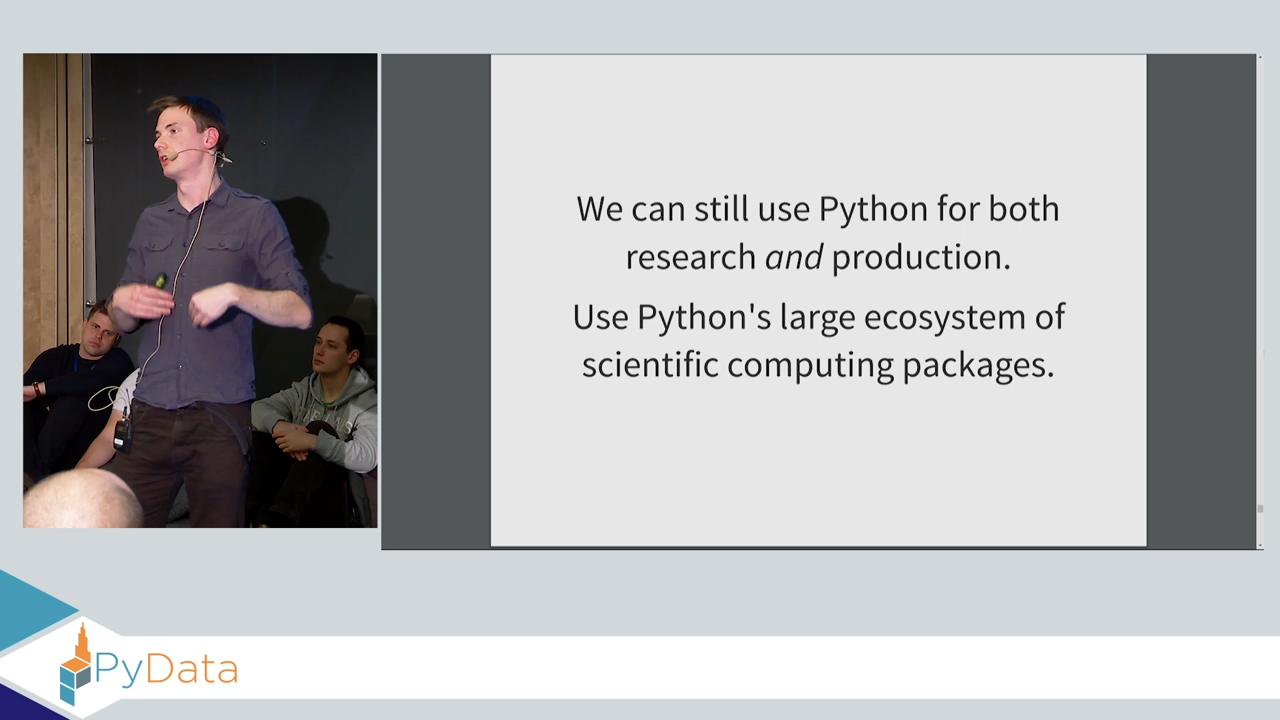 We can still use Python for both
research and production.
Use Python's large ecosystem of
scientific computing packages.
PyData